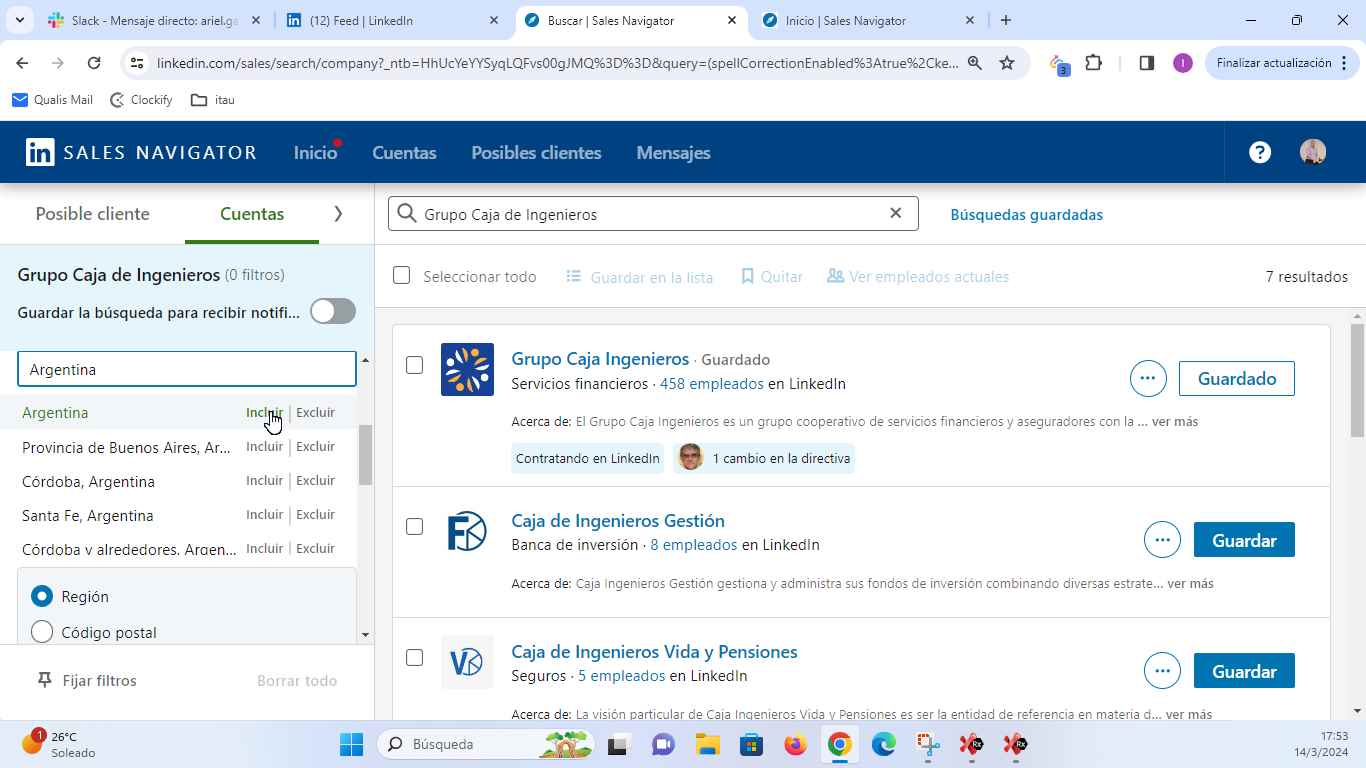 Slack - Mensaje directo: ariel.ga
(12) Feed | LinkedIn
Buscar | Sales Navigator
Inicio | Sales Navigator
linkedin.com/sales/search/company?_ntb=HhUcYeYYSyqLQFvs00gJMQ%3D%3D&query=(spellCorrectionEnabled%3Atrue%2Cke...
3
I
Finalizar actualización
Qualis Mail
Clockify
itau
in SALES NAVIGATOR
Inicio
Cuentas
Posibles clientes
Mensajes
?
Posible cliente
Cuentas
Grupo Caja de Ingenieros
Búsquedas guardadas
Grupo Caja de Ingenieros (0 filtros)
Guardar la búsqueda para recibir notifi...
Seleccionar todo
Guardar en la lista
Quitar
Ver empleados actuales
7 resultados
Argentina
Argentina Incluir | Excluir
Provincia de Buenos Aires, Ar... Incluir | Excluir
Córdoba, Argentina Incluir | Excluir
Santa Fe, Argentina Incluir | Excluir
Córdoba y alrededores, Argen... Incluir | Excluir
Región
Código postal
Fijar filtros
Borrar todo
Grupo Caja Ingenieros · Guardado
Servicios financieros · 458 empleados en LinkedIn
Acerca de: El Grupo Caja Ingenieros es un grupo cooperativo de servicios financieros y aseguradores con la ... ver más
Contratando en LinkedIn
1 cambio en la directiva
Guardado
Caja de Ingenieros Gestión
Banca de inversión · 8 empleados en LinkedIn
Acerca de: Caja Ingenieros Gestión gestiona y administra sus fondos de inversión combinando diversas estrate... ver más
Guardar
Caja de Ingenieros Vida y Pensiones
Seguros · 5 empleados en LinkedIn
Acerca de: La visión particular de Caja Ingenieros Vida y Pensiones es ser la entidad de referencia en materia d... ver más
Guardar
1
26°C
Soleado
Búsqueda
Rx
Rx
17:53
14/3/2024